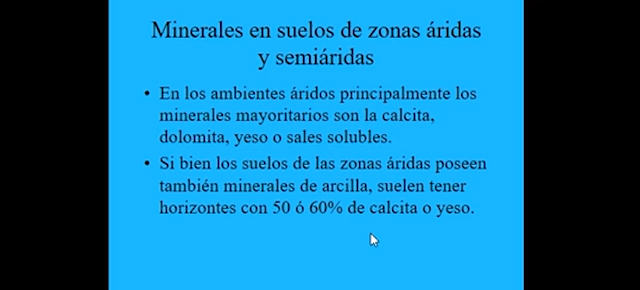 Minerales en suelos de zonas áridas
y semiáridas
• En los ambientes áridos principalmente los
minerales mayoritarios son la calcita,
dolomita, yeso o sales solubles.
• Si bien los suelos de las zonas áridas poseen
también minerales de arcilla, suelen tener
horizontes con 50 ó 60% de calcita o yeso.